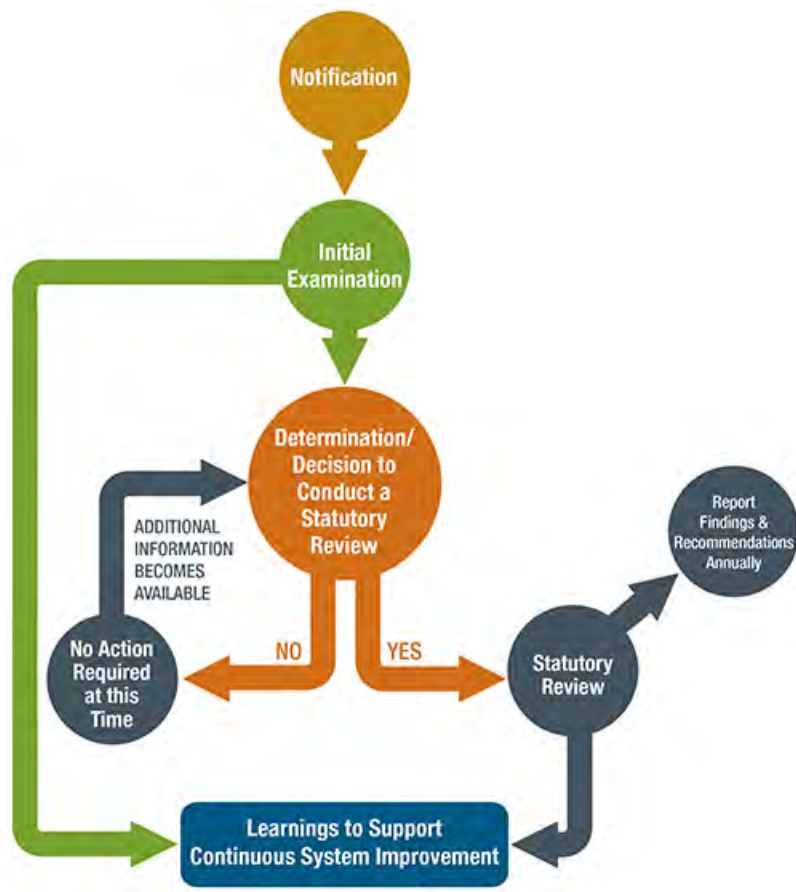 Notification
Initial
Examination
Determination/
Decision to
Conduct a
Statutory
Review
Report
Findings &
Recommendations
Annually
ADDITIONAL
INFORMATION
BECOMES
AVAILABLE
No Action
Required
at this
Time
NO
YES
Statutory
Review
Learnings to Support
Continuous System Improvement